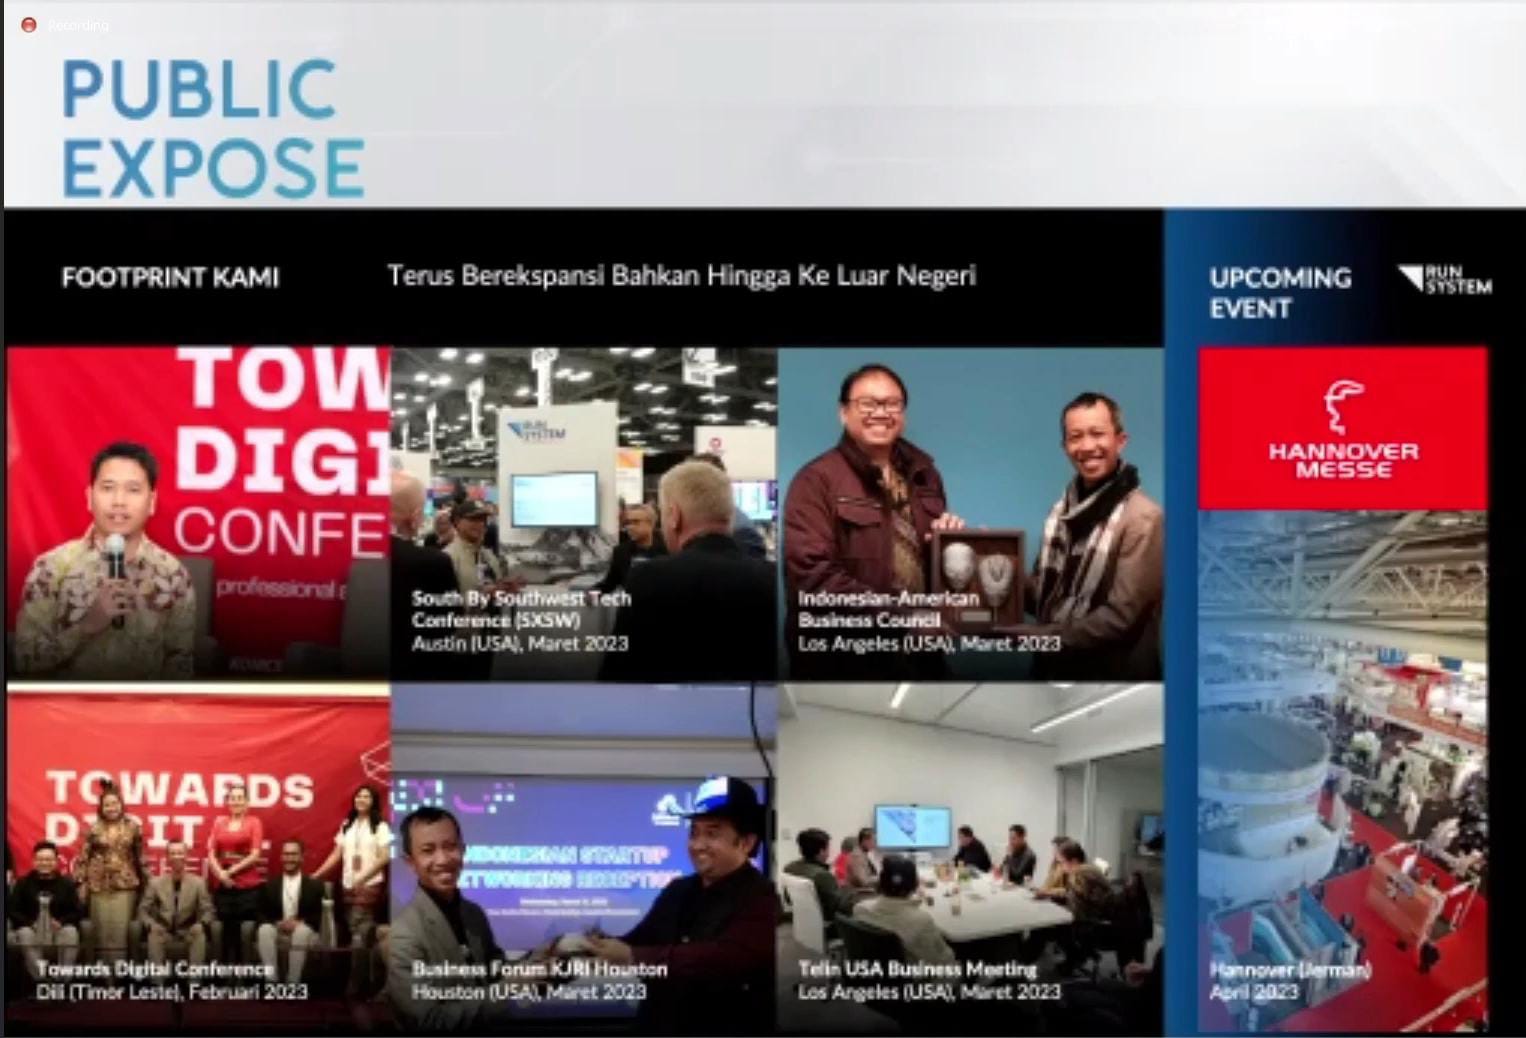 Recording
PUBLIC
EXPOSE
FOOTPRINT KAMI
Terus Berekspansi Bahkan Hingga Ke Luar Negeri
UPCOMING
EVENT
RUN
SYSTEM
TOW
DIGI
CONFE
professional
RUN
SYSTEM
South By Southwest Tech
Conference (SXSW)
Austin (USA), Maret 2023
Indonesian-American
Business Council
Los Angeles (USA), Maret 2023
HANNOVER
MESSE
TOWARDS
DIGITAL
CONFERENCE
Towards Digital Conference
Dili (Timor Leste), Februari 2023
INDONESIAN STARTUP
NETWORKING RECEPTION
Business Forum KJRI Houston
Houston (USA), Maret 2023
Telin USA Business Meeting
Los Angeles (USA), Maret 2023
Hannover (Jerman)
April 2023